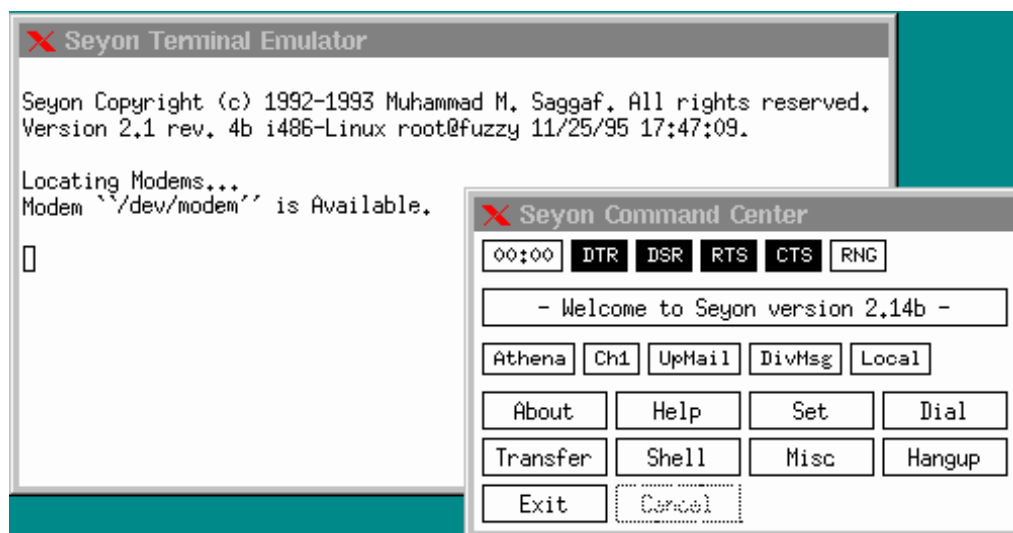 Seyon Terminal Emulator
Seyon Copyright (c) 1992-1993 Muhammad M. Saggaf. All rights reserved.
Version 2.1 rev. 4b i486-Linux root@fuzzy 11/25/95 17:47:09.
Locating Modems...
Modem ``/dev/modem'' is Available.
Seyon Command Center
00:00 DTR DSR RTS CTS RNG
- Welcome to Seyon version 2.14b -
Athena Ch1 UpMail DivMsg Local
About Help Set Dial
Transfer Shell Misc Hangup
Exit Cancel